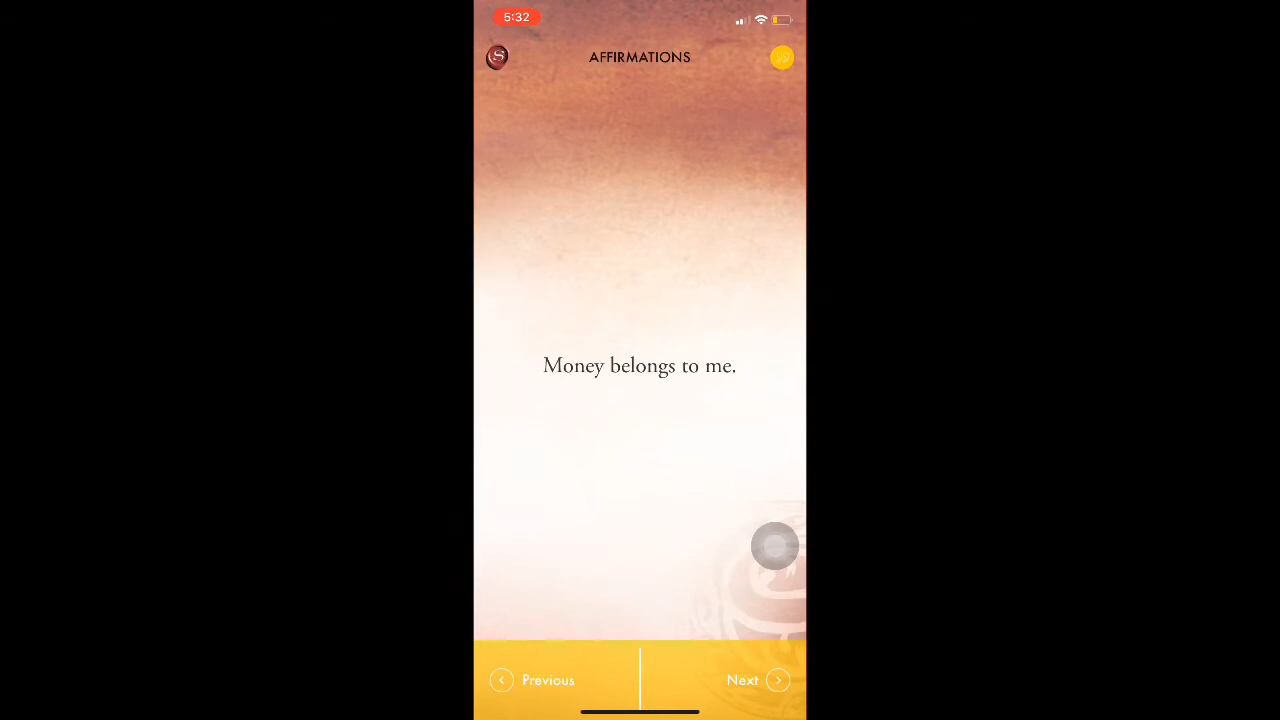 5:32
S
AFFIRMATIONS
Money belongs to me.
Previous
Next